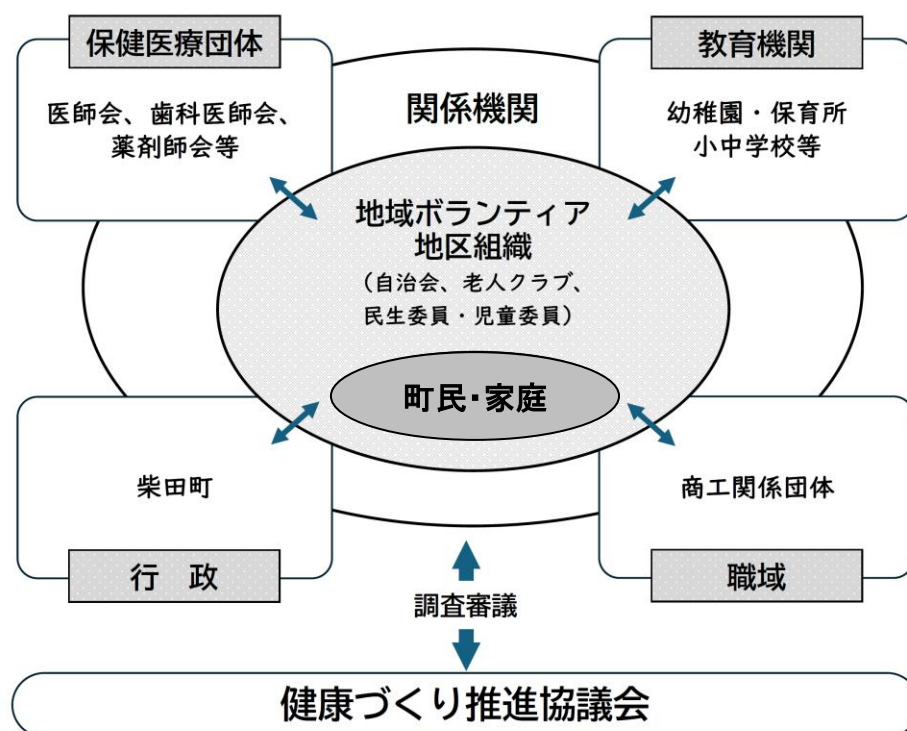 保健医療団体
医師会、歯科医師会、
薬剤師会等
関係機関
教育機関
幼稚園・保育所
小中学校等
地域ボランティア
地区組織
（自治会、老人クラブ、
民生委員・児童委員）
町民・家庭
柴田町
行　政
商工関係団体
職域
調査審議
健康づくり推進協議会